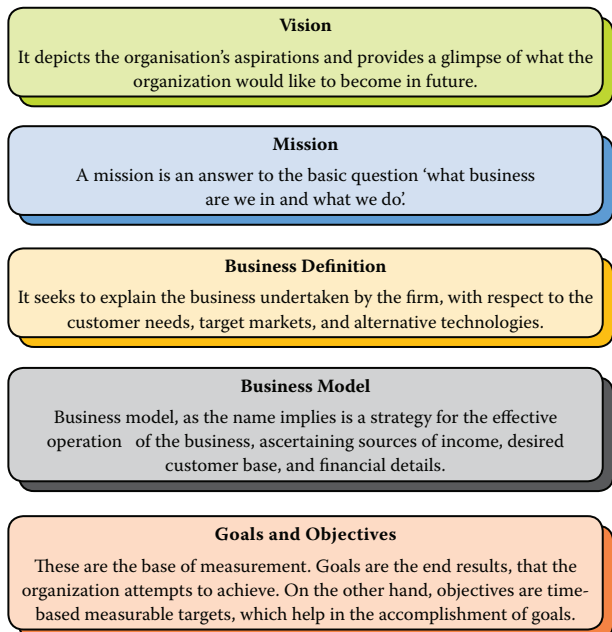 Vision
It depicts the organisation’s aspirations and provides a glimpse of what the
organization would like to become in future.
Mission
A mission is an answer to the basic question ‘what business
are we in and what we do’.
Business Definition
It seeks to explain the business undertaken by the firm, with respect to the
customer needs, target markets, and alternative technologies.
Business Model
Business model, as the name implies is a strategy for the effective
operation of the business, ascertaining sources of income, desired
customer base, and financial details.
Goals and Objectives
These are the base of measurement. Goals are the end results, that the
organization attempts to achieve. On the other hand, objectives are time-
based measurable targets, which help in the accomplishment of goals.